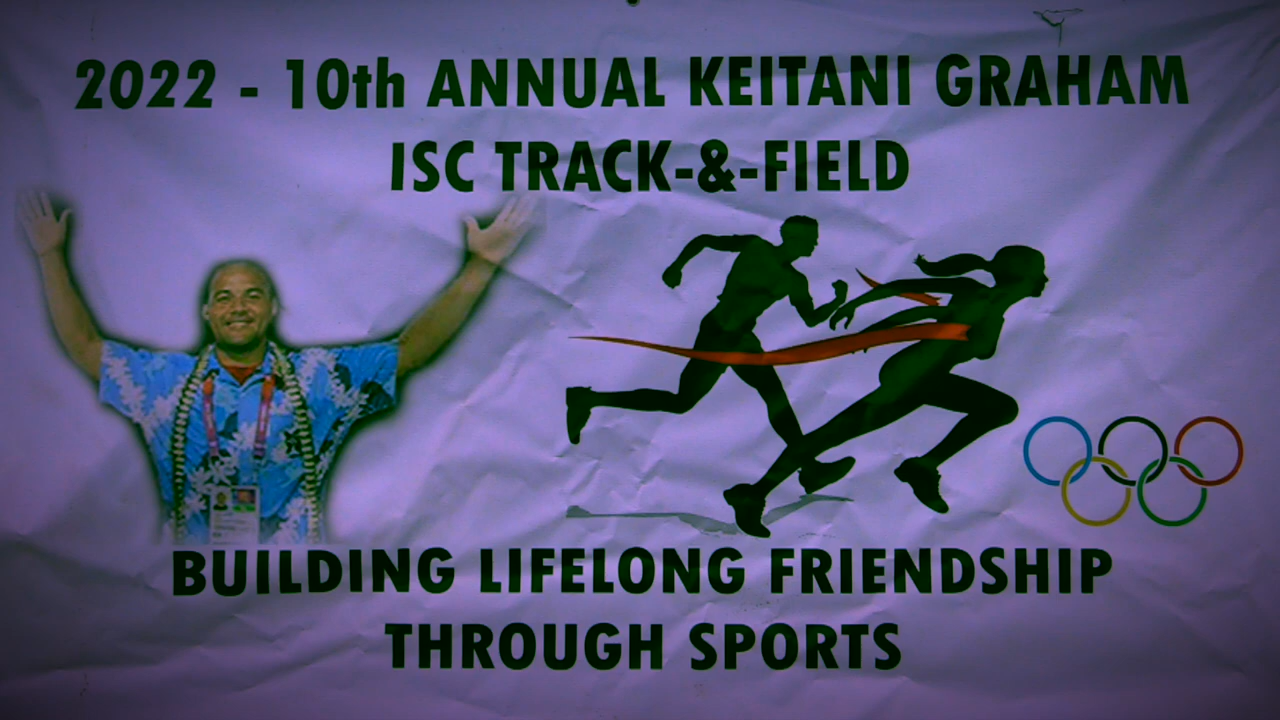 2022 - 10th ANNUAL KEITANI GRAHAM
ISC TRACK-&-FIELD
BUILDING LIFELONG FRIENDSHIP
THROUGH SPORTS